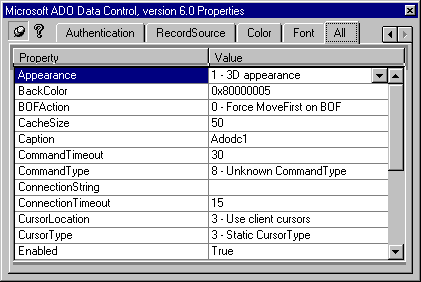 Microsoft ADO Data Control, version 6.0 Properties
Authentication RecordSource Color Font All
Property Value
Appearance 1 - 3D appearance
BackColor 0x80000005
BOFAction 0 - Force MoveFirst on BOF
CacheSize 50
Caption Adodc1
CommandTimeout 30
CommandType 8 - Unknown CommandType
ConnectionString
ConnectionTimeout 15
CursorLocation 3 - Use client cursors
CursorType 3 - Static CursorType
Enabled True